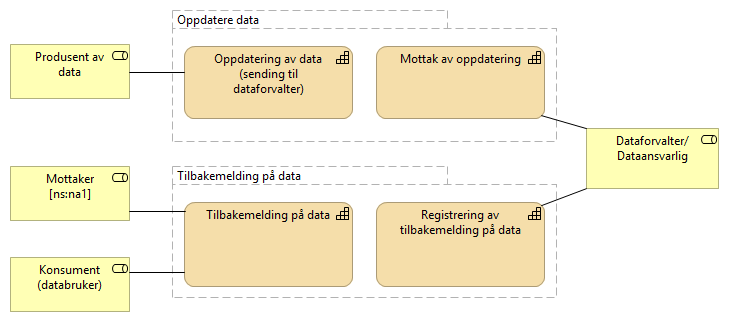 Oppdatere data
Produsent av
data
Oppdatering av data
(sending til
dataforvalter)
Mottak av oppdatering
Dataforvalter/
Dataansvarlig
Tilbakemelding på data
Mottaker
[ns:na1]
Tilbakemelding på data
Registrering av
tilbakemelding på data
Konsument
(databruker)